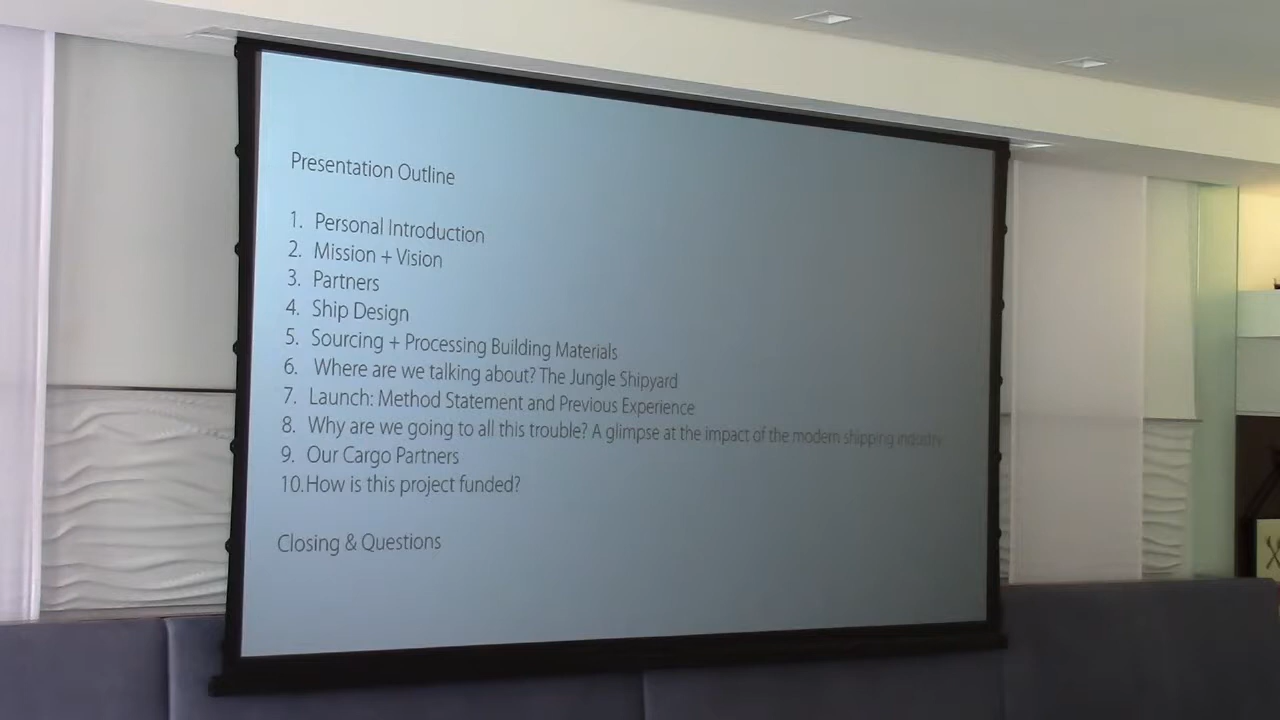 Presentation Outline
1. Personal Introduction
2. Mission + Vision
3. Partners
4. Ship Design
5. Sourcing + Processing Building Materials
6. Where are we talking about? The Jungle Shipyard
7. Launch: Method Statement and Previous Experience
8. Why are we going to all this trouble? A glimpse at the impact of the modern shipping industry
9. Our Cargo Partners
10. How is this project funded?
Closing & Questions